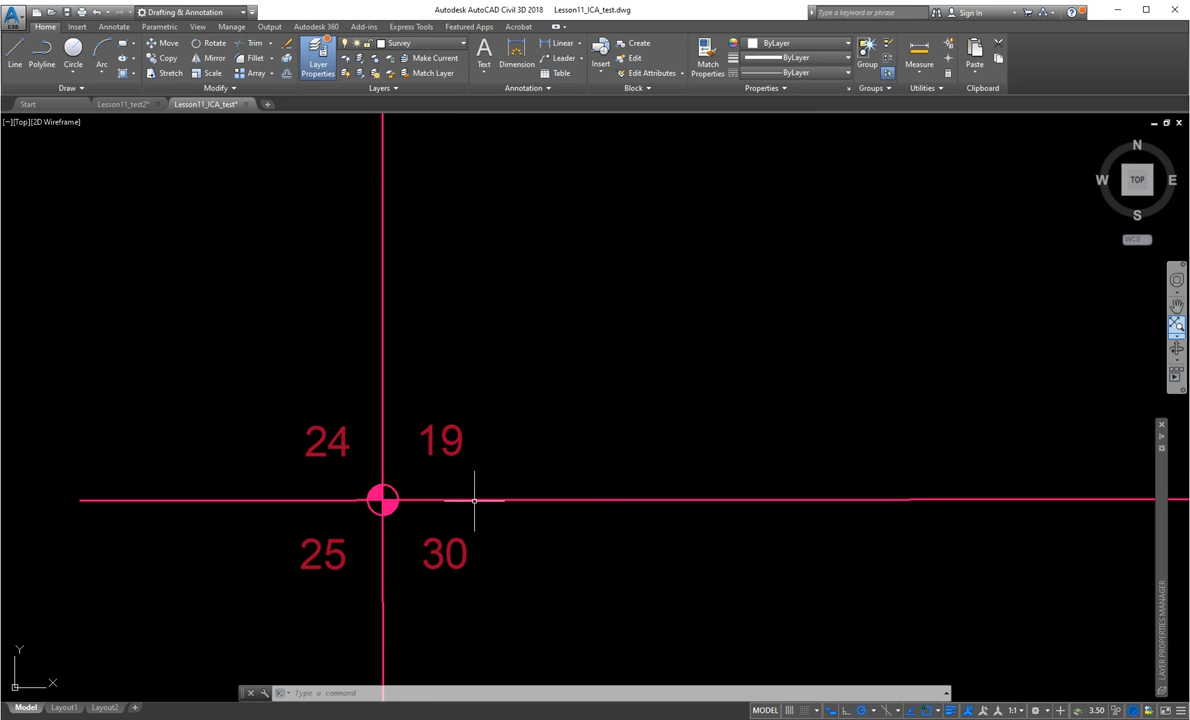 Drafting & Annotation
Autodesk AutoCAD Civil 3D 2018 Lesson11_ICA_test.dwg
Type a keyword or phrase
Sign In
C3D
Home Insert Annotate Parametric View Manage Output Autodesk 360 Add-ins Express Tools Featured Apps Acrobat
Line Polyline Circle Arc
Move Rotate Trim
Copy Mirror Fillet
Stretch Scale Array
Layer Properties
Survey
Make Current
Match Layer
Text Dimension
Linear
Leader
Table
Insert
Create
Edit
Edit Attributes
Match Properties
ByLayer
ByLayer
ByLayer
Group
Measure
Paste
Draw Modify Layers Annotation Block Properties Groups Utilities Clipboard
Start Lesson11_test2* Lesson11_ICA_test*
[−][Top][2D Wireframe]
N
W TOP E
S
WCS
24 19
25 30
LAYER PROPERTIES MANAGER
Y
X
Type a command
Model Layout1 Layout2 +
MODEL 1:1 3.50